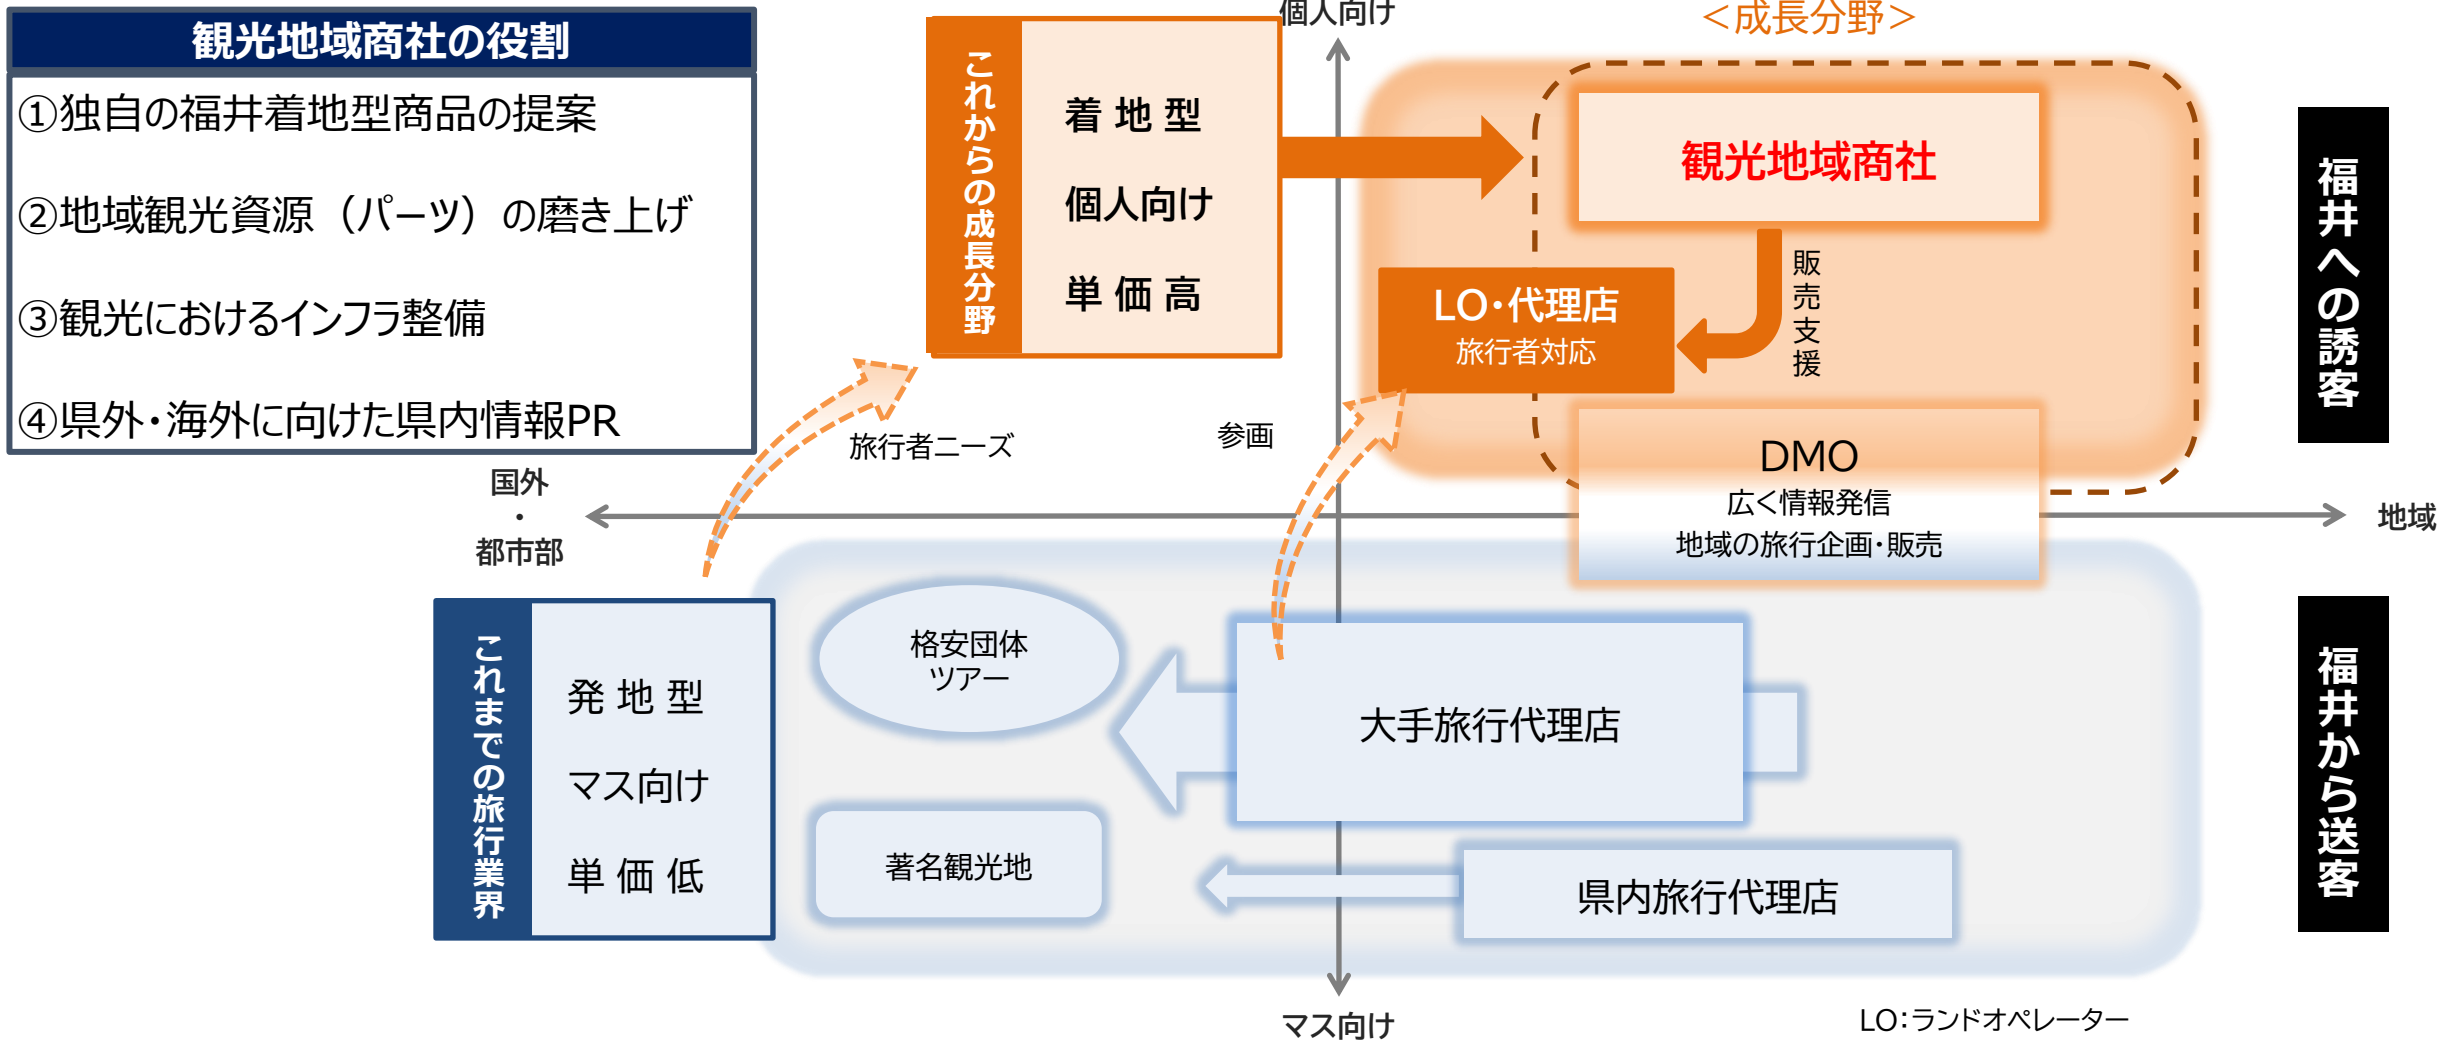 観光地域商社の役割
①独自の福井着地型商品の提案
②地域観光資源（パーツ）の磨き上げ
③観光におけるインフラ整備
④県外・海外に向けた県内情報PR
これからの成長分野
着地型
個人向け
単価高
個人向け
＜成長分野＞
観光地域商社
販売支援
LO・代理店
旅行者対応
DMO
広く情報発信
地域の旅行企画・販売
福井への誘客
旅行者ニーズ
参画
国外
・
都市部
地域
これまでの旅行業界
発地型
マス向け
単価低
格安団体
ツアー
著名観光地
大手旅行代理店
県内旅行代理店
福井から送客
マス向け
LO：ランドオペレーター